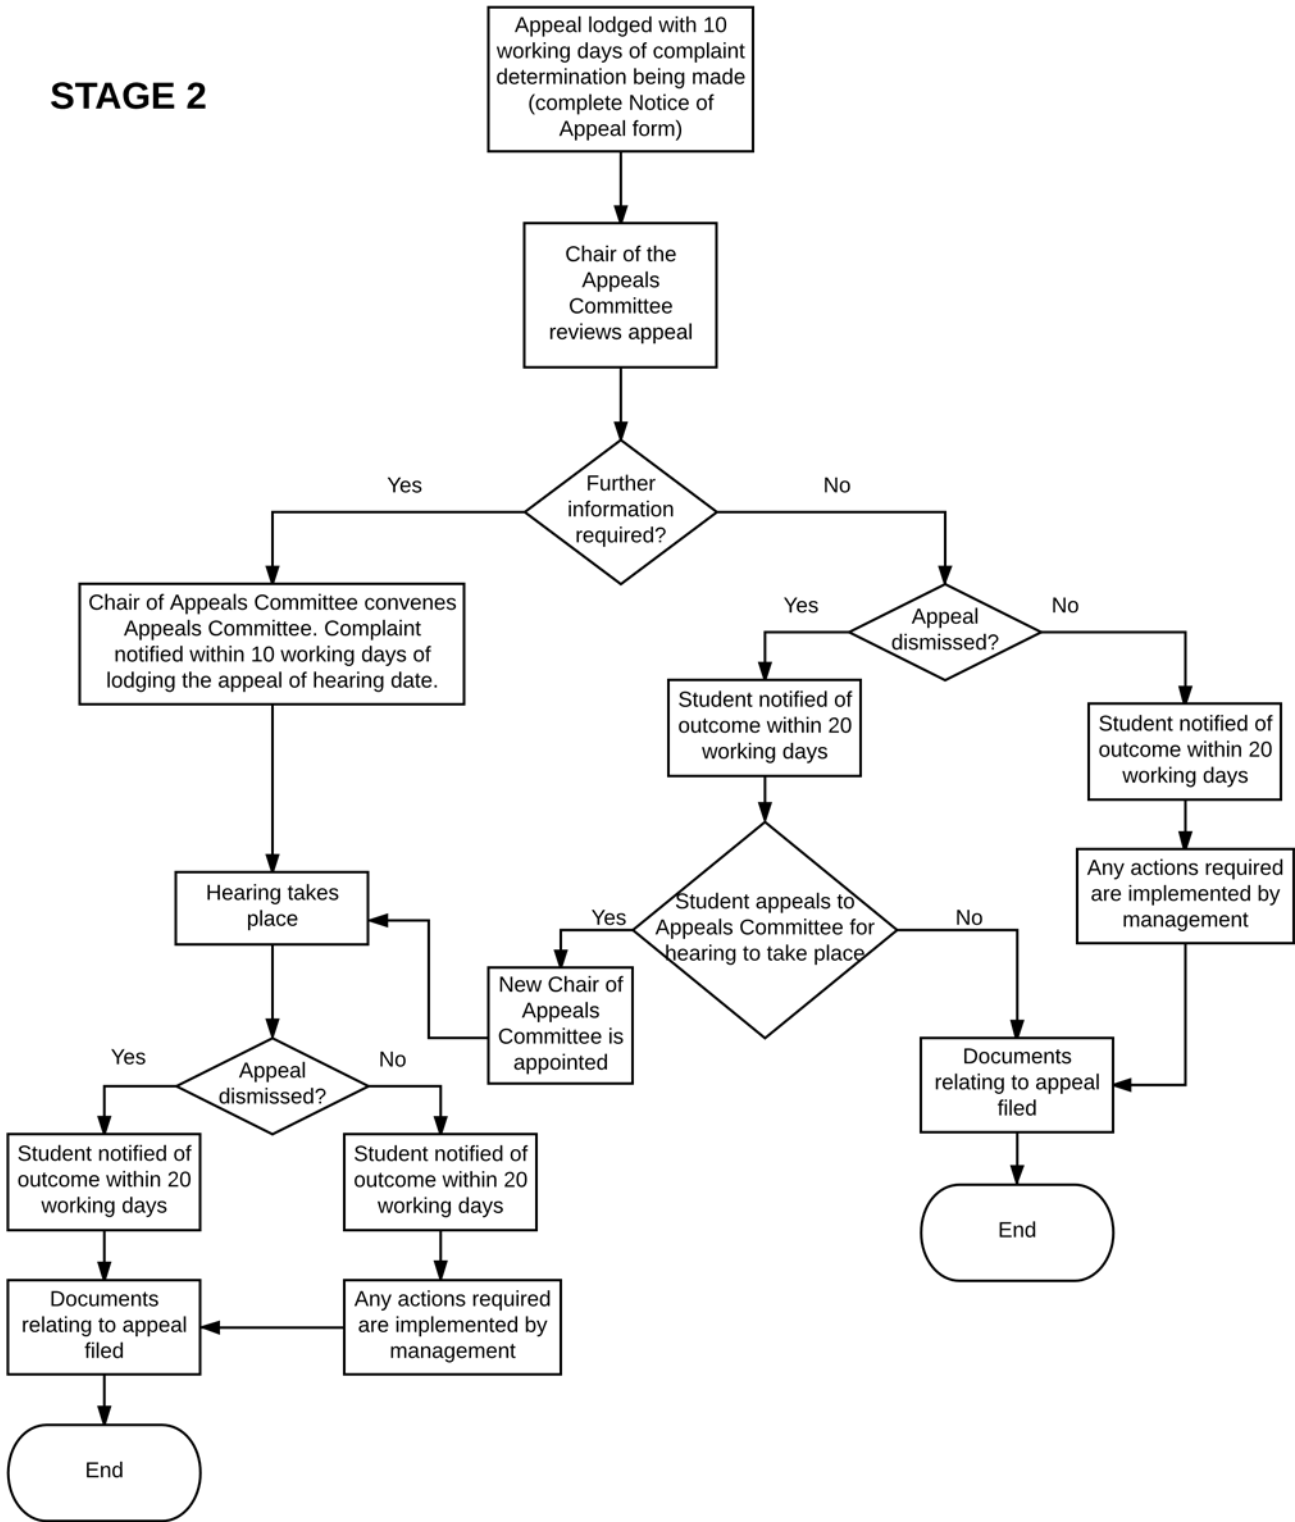 STAGE 2
Appeal lodged with 10
working days of complaint
determination being made
(complete Notice of
Appeal form)
Chair of the
Appeals
Committee
reviews appeal
Further
information
required?
Yes
No
Chair of Appeals Committee convenes
Appeals Committee. Complaint
notified within 10 working days of
lodging the appeal of hearing date.
Appeal
dismissed?
Yes
No
Student notified of
outcome within 20
working days
Student notified of
outcome within 20
working days
Any actions required
are implemented by
management
Student appeals to
Appeals Committee for
hearing to take place
Yes
No
Hearing takes
place
New Chair of
Appeals
Committee is
appointed
Documents
relating to appeal
filed
End
Appeal
dismissed?
Yes
No
Student notified of
outcome within 20
working days
Student notified of
outcome within 20
working days
Documents
relating to appeal
filed
Any actions required
are implemented by
management
End